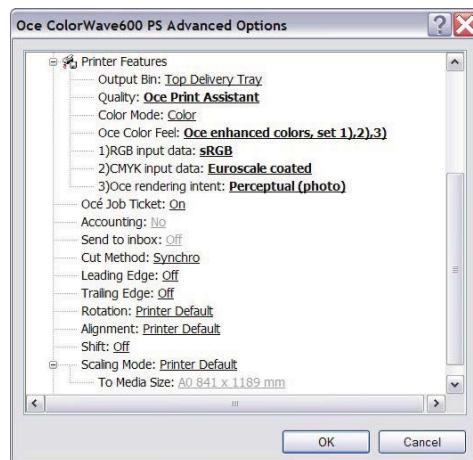 Oce ColorWave600 PS Advanced Options
Printer Features
Output Bin: Top Delivery Tray
Quality: Oce Print Assistant
Color Mode: Color
Oce Color Feel: Oce enhanced colors, set 1),2),3)
1)RGB input data: sRGB
2)CMYK input data: Euroscale coated
3)Oce rendering intent: Perceptual (photo)
Océ Job Ticket: On
Accounting: No
Send to inbox: Off
Cut Method: Synchro
Leading Edge: Off
Trailing Edge: Off
Rotation: Printer Default
Alignment: Printer Default
Shift: Off
Scaling Mode: Printer Default
To Media Size: A0 841 x 1189 mm
OK Cancel